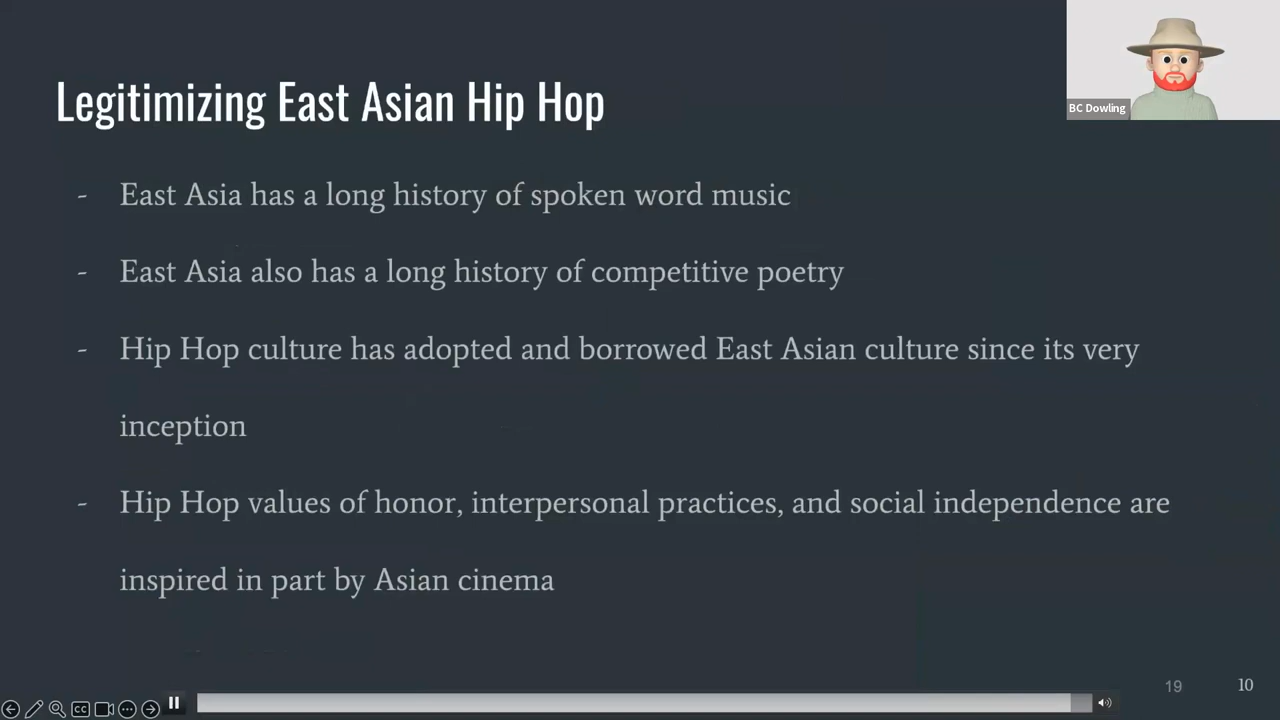 BC Dowling
Legitimizing East Asian Hip Hop
- East Asia has a long history of spoken word music
- East Asia also has a long history of competitive poetry
- Hip Hop culture has adopted and borrowed East Asian culture since its very
inception
- Hip Hop values of honor, interpersonal practices, and social independence are
inspired in part by Asian cinema
19 10
CC